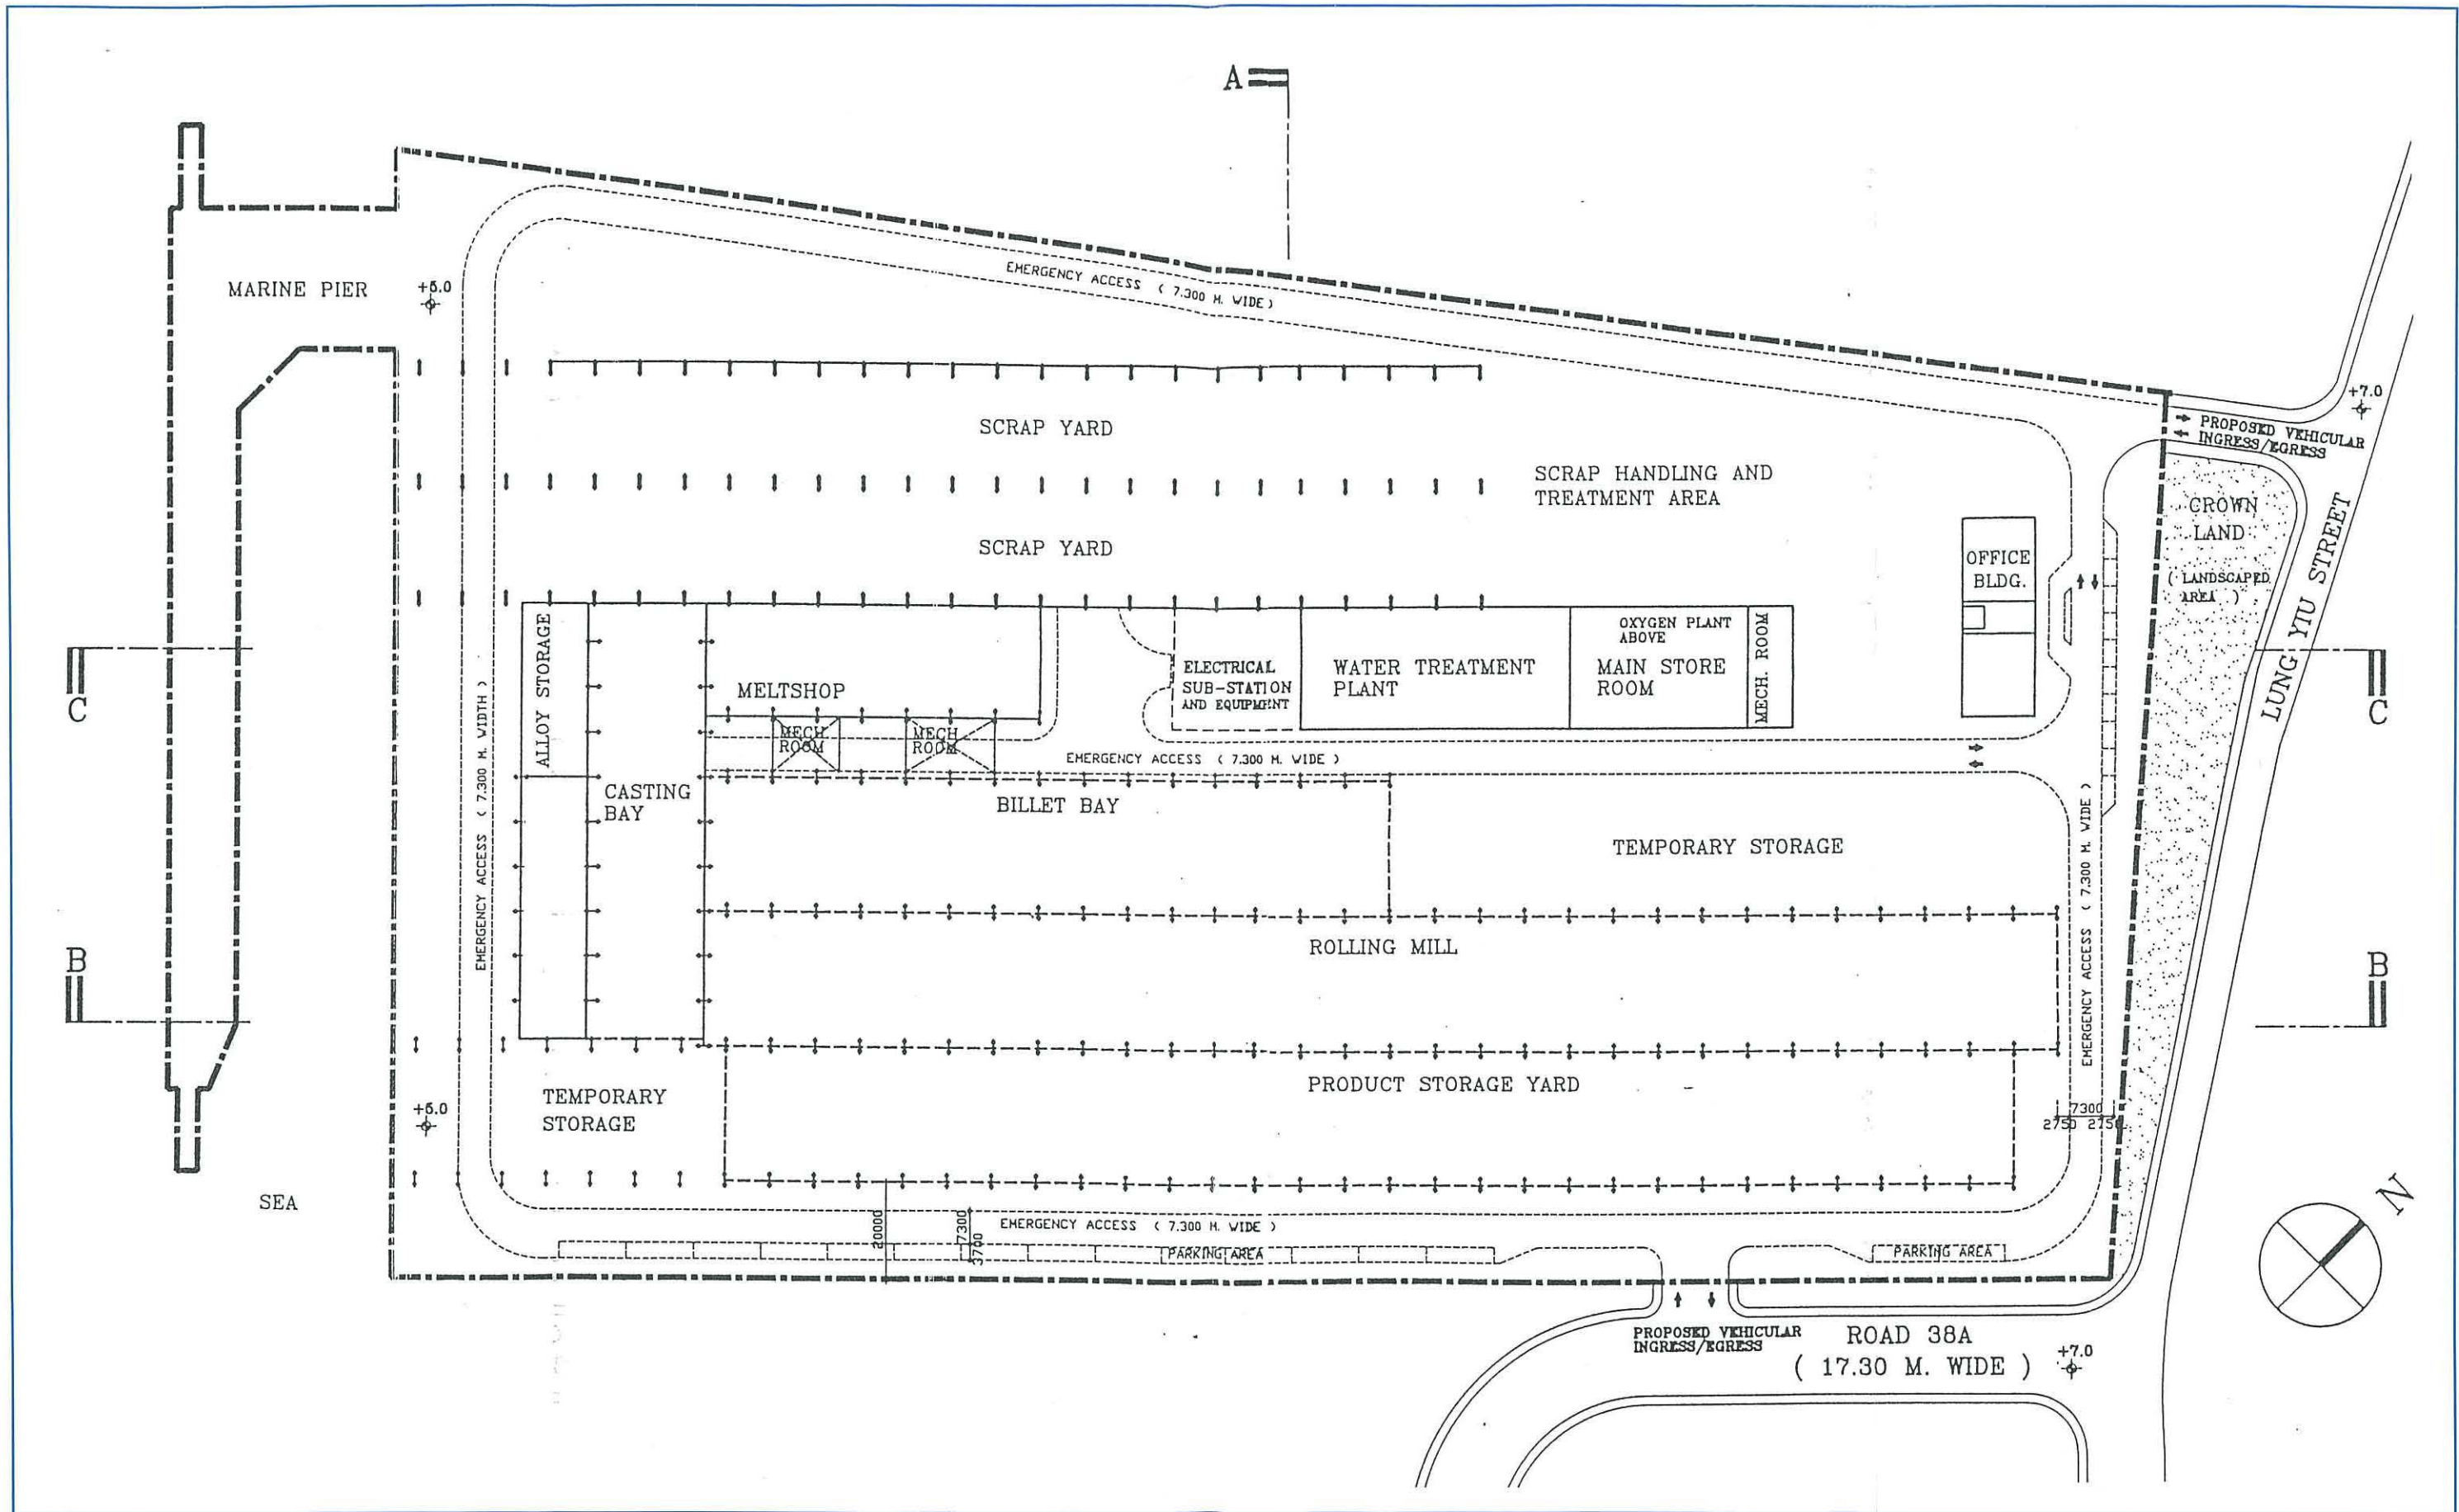 A
MARINE PIER
+5.0
EMERGENCY ACCESS ( 7.300 M. WIDE )
+7.0
PROPOSED VEHICULAR
INGRESS/EGRESS
SCRAP YARD
SCRAP HANDLING AND
TREATMENT AREA
CROWN
LAND
( LANDSCAPED
AREA )
LUNG YIU STREET
SCRAP YARD
OFFICE
BLDG.
ALLOY STORAGE
MELTSHOP
MECH
ROOM
MECH
ROOM
ELECTRICAL
SUB-STATION
AND EQUIPMENT
WATER TREATMENT
PLANT
OXYGEN PLANT
ABOVE
MAIN STORE
ROOM
MECH. ROOM
C
C
EMERGENCY ACCESS ( 7.300 M. WIDTH )
EMERGENCY ACCESS ( 7.300 M. WIDE )
CASTING
BAY
BILLET BAY
TEMPORARY STORAGE
EMERGENCY ACCESS ( 7.300 M. WIDE )
B
ROLLING MILL
B
PRODUCT STORAGE YARD
TEMPORARY
STORAGE
+5.0
7300
2750 2750
SEA
N
20000
7300
3700
EMERGENCY ACCESS ( 7.300 M. WIDE )
PARKING AREA
PARKING AREA
PROPOSED VEHICULAR
INGRESS/EGRESS
ROAD 38A
( 17.30 M. WIDE )
+7.0